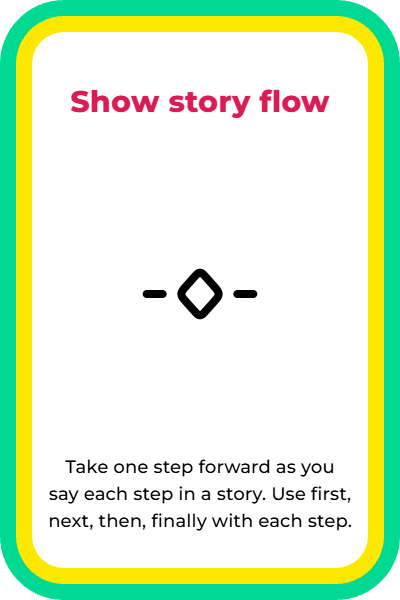 Show story flow
Take one step forward as you
say each step in a story. Use first,
next, then, finally with each step.